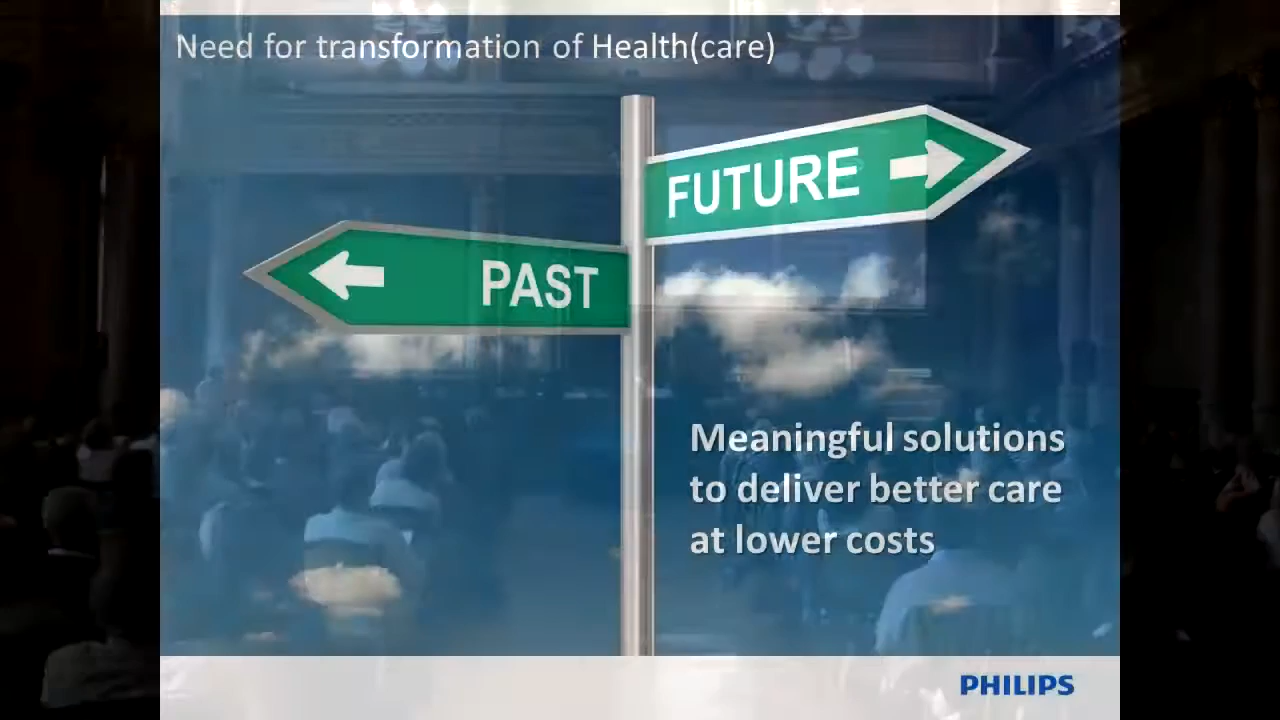 Need for transformation of Health(care)
FUTURE
PAST
Meaningful solutions
to deliver better care
at lower costs
PHILIPS